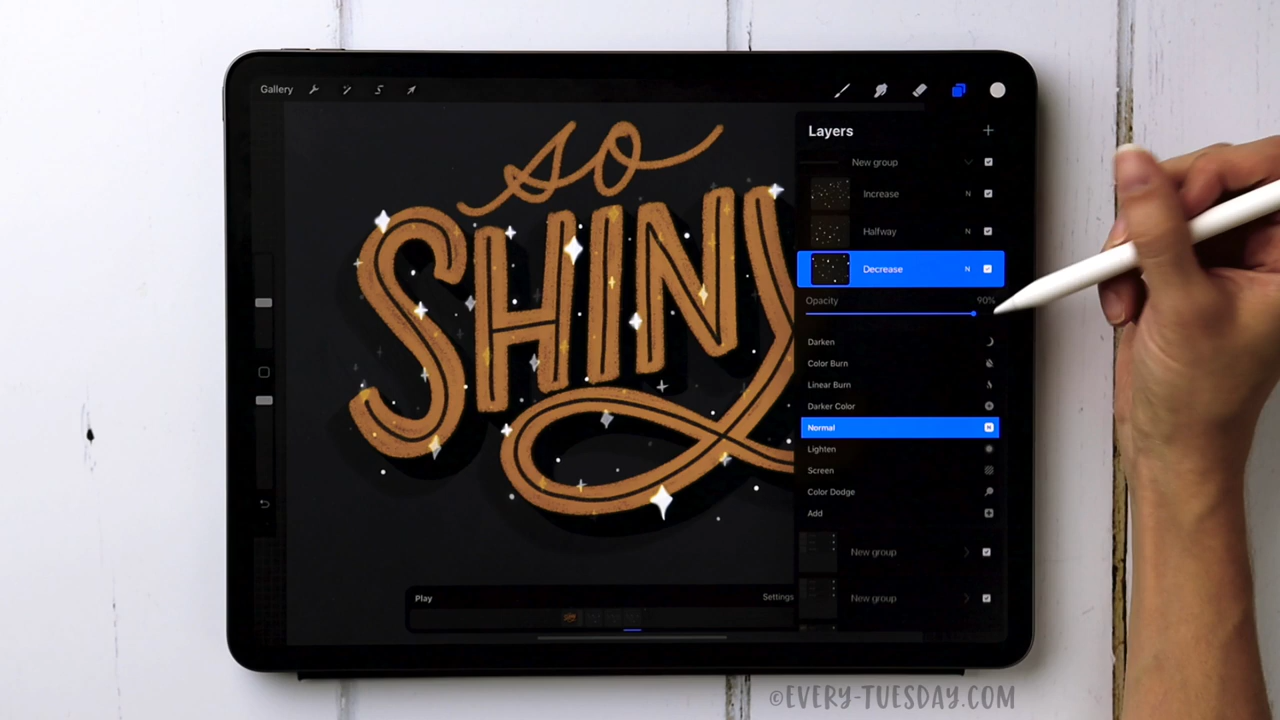 Gallery
Layers
New group
Increase N
Halfway N
Decrease N
Opacity 90%
Darken
Color Burn
Linear Burn
Darker Color
Normal N
Lighten
Screen
Color Dodge
Add
New group
New group
so
SHINY
Play Settings
©EVERY-TUESDAY.COM